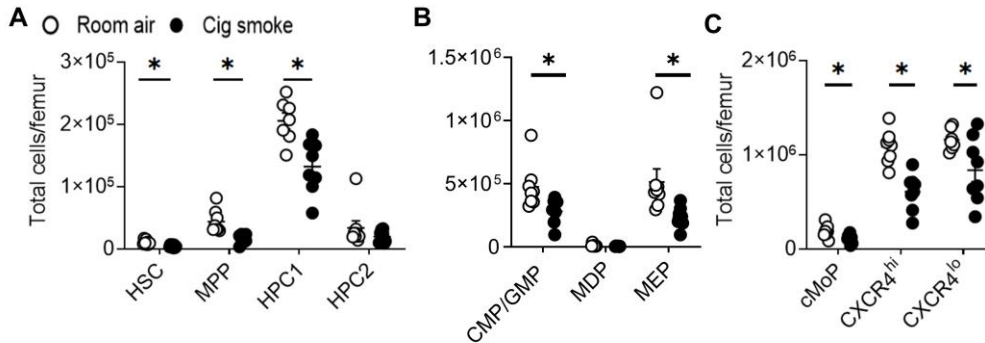 A
○ Room air ● Cig smoke
Total cells/femur
3×10⁵
2×10⁵
1×10⁵
0
* * *
HSC MPP HPC1 HPC2
B
1.5×10⁶
1×10⁶
5×10⁵
0
* *
CMP/GMP MDP MEP
C
Total cells/femur
2×10⁶
1×10⁶
0
* * *
cMoP CXCR4ʰⁱ CXCR4ˡᵒ